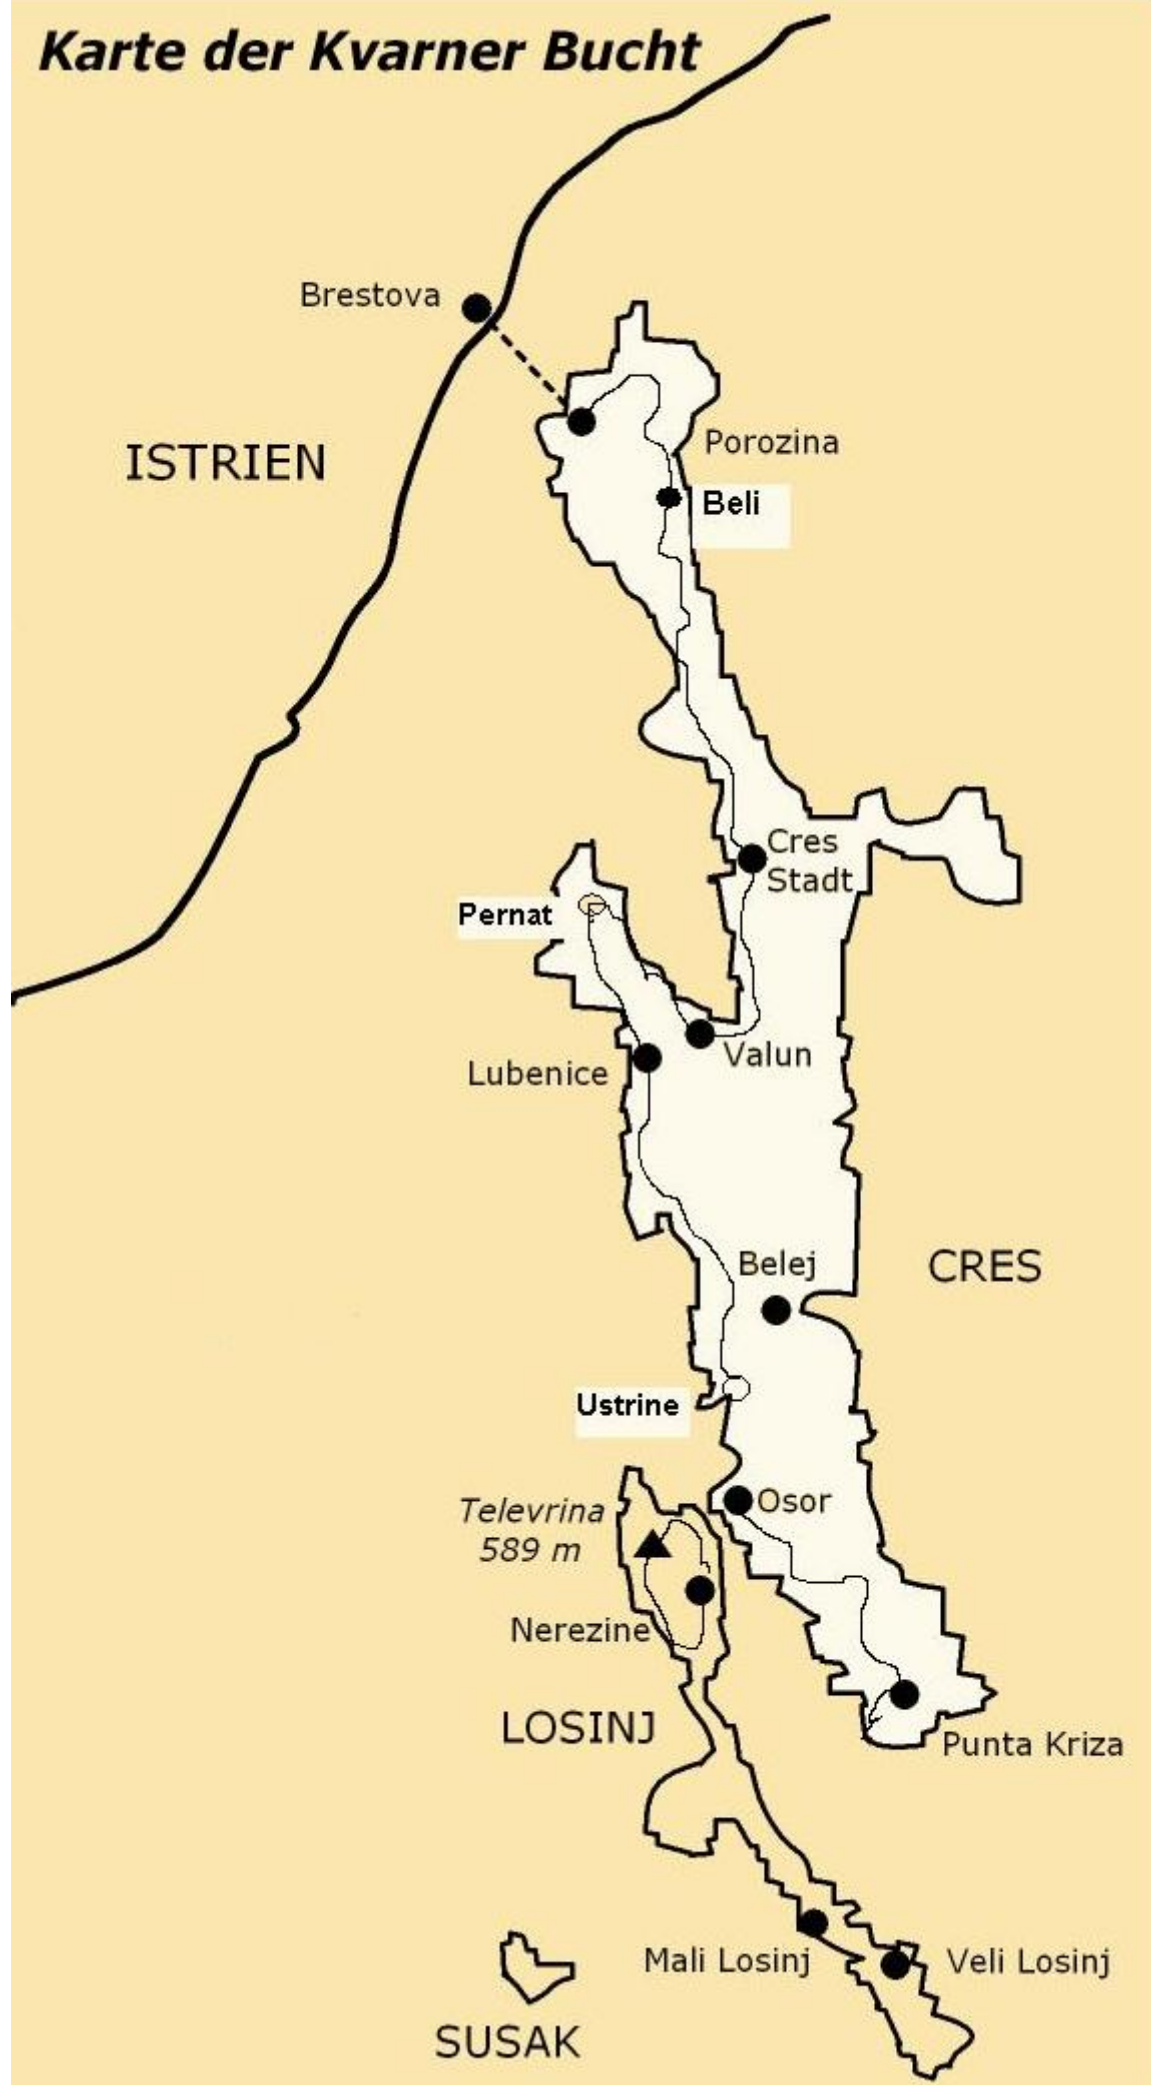 Karte der Kvarner Bucht
Brestova
ISTRIEN
Porozina
Beli
Cres
Stadt
Pernat
Valun
Lubenice
Belej
CRES
Ustrine
Televrina
589 m
Osor
Nerezine
LOSINJ
Punta Kriza
Mali Losinj
Veli Losinj
SUSAK